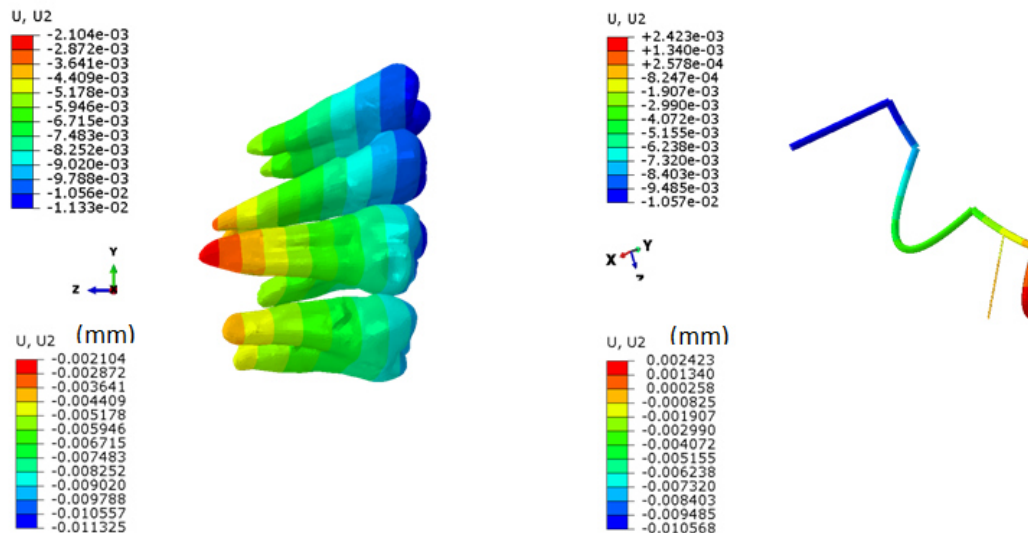 U, U2
-2.104e-03
-2.872e-03
-3.641e-03
-4.409e-03
-5.178e-03
-5.946e-03
-6.715e-03
-7.483e-03
-8.252e-03
-9.020e-03
-9.788e-03
-1.056e-02
-1.133e-02
Y
Z
X
(mm)
U, U2
-0.002104
-0.002872
-0.003641
-0.004409
-0.005178
-0.005946
-0.006715
-0.007483
-0.008252
-0.009020
-0.009788
-0.010557
-0.011325
U, U2
+2.423e-03
+1.340e-03
+2.578e-04
-8.247e-04
-1.907e-03
-2.990e-03
-4.072e-03
-5.155e-03
-6.238e-03
-7.320e-03
-8.403e-03
-9.485e-03
-1.057e-02
Y
X
Z
(mm)
U, U2
0.002423
0.001340
0.000258
-0.000825
-0.001907
-0.002990
-0.004072
-0.005155
-0.006238
-0.007320
-0.008403
-0.009485
-0.010568